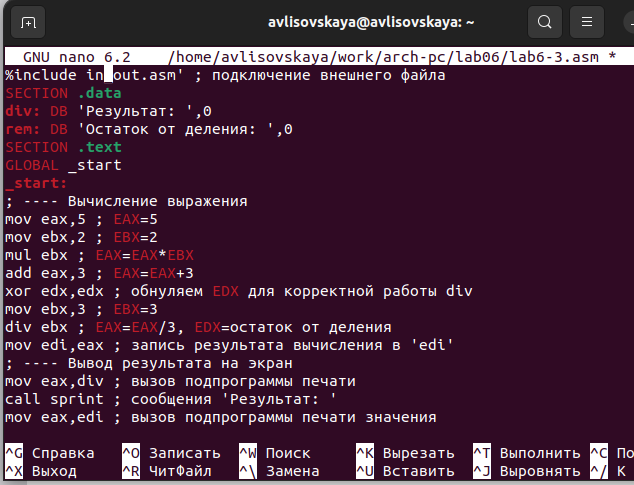 avlisovskaya@avlisovskaya: ~
GNU nano 6.2 /home/avlisovskaya/work/arch-pc/lab06/lab6-3.asm *
%include in out.asm' ; подключение внешнего файла
SECTION .data
div: DB 'Результат: ',0
rem: DB 'Остаток от деления: ',0
SECTION .text
GLOBAL _start
_start:
; ---- Вычисление выражения
mov eax,5 ; EAX=5
mov ebx,2 ; EBX=2
mul ebx ; EAX=EAX*EBX
add eax,3 ; EAX=EAX+3
xor edx,edx ; обнуляем EDX для корректной работы div
mov ebx,3 ; EBX=3
div ebx ; EAX=EAX/3, EDX=остаток от деления
mov edi,eax ; запись результата вычисления в 'edi'
; ---- Вывод результата на экран
mov eax,div ; вызов подпрограммы печати
call sprint ; сообщения 'Результат: '
mov eax,edi ; вызов подпрограммы печати значения
^G Справка ^O Записать ^W Поиск ^K Вырезать ^T Выполнить ^C По
^X Выход ^R ЧитФайл ^\ Замена ^U Вставить ^J Выровнять ^/ К